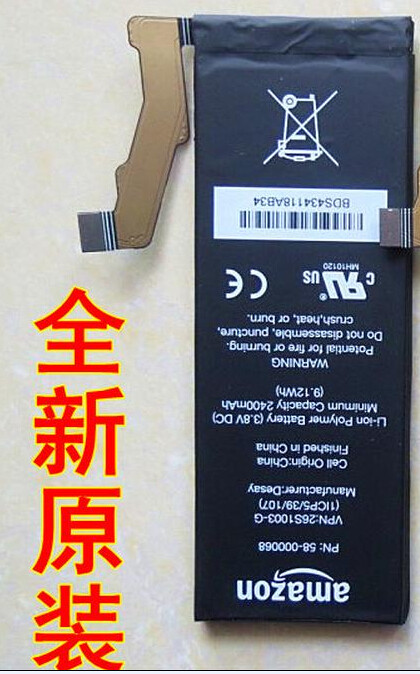 全新原装
amazon
PN: 58-000068
VPN:26S1003-G
(1ICP5/39/107)
Manufacturer:Desay
Finished in China
Cell Origin:China
Li-ion Polymer Battery (3.8V DC)
Minimum Capacity 2400mAh
(9.12Wh)
WARNING
Potential for fire or burning.
Do not disassemble, puncture,
crush,heat, or burn.
c RU US
MH10120
CE
BDS434118AB34